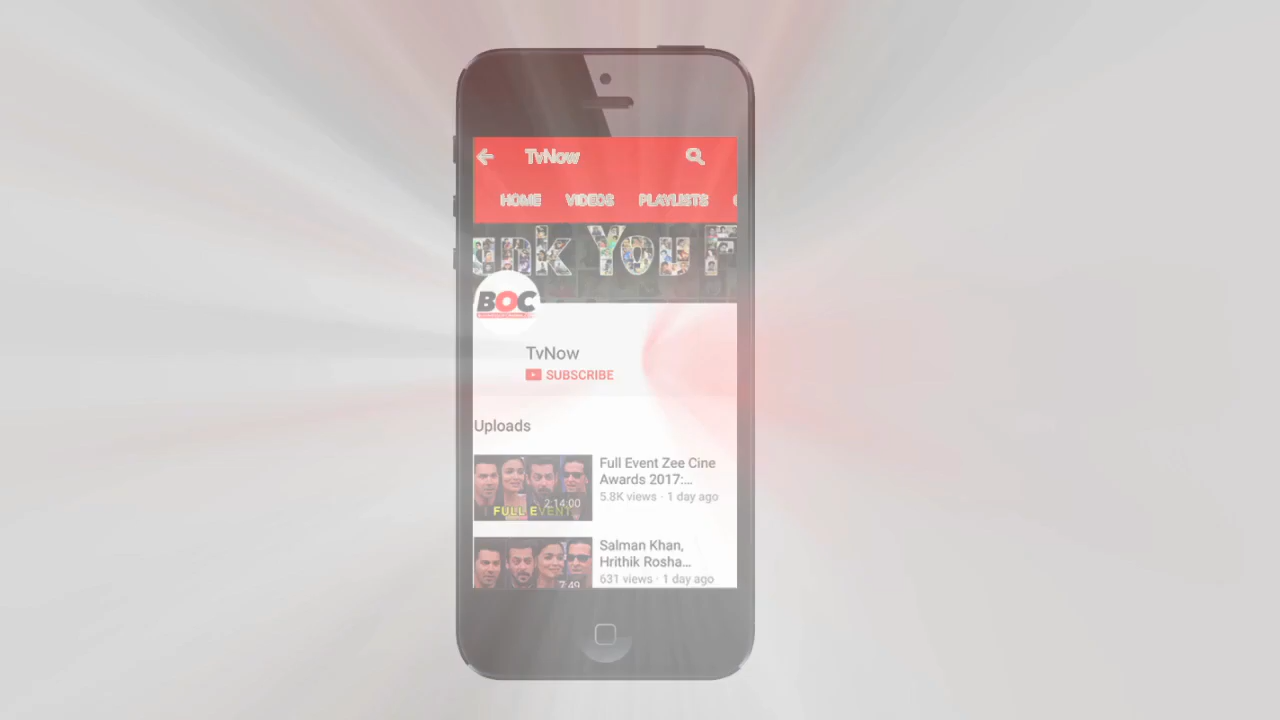 TvNow
HOME VIDEOS PLAYLISTS
You
BOC
TvNow
SUBSCRIBE
Uploads
Full Event Zee Cine
Awards 2017:...
5.8K views · 1 day ago
2:14:00
FULL EVENT
Salman Khan,
Hrithik Rosha...
631 views · 1 day ago
7:49